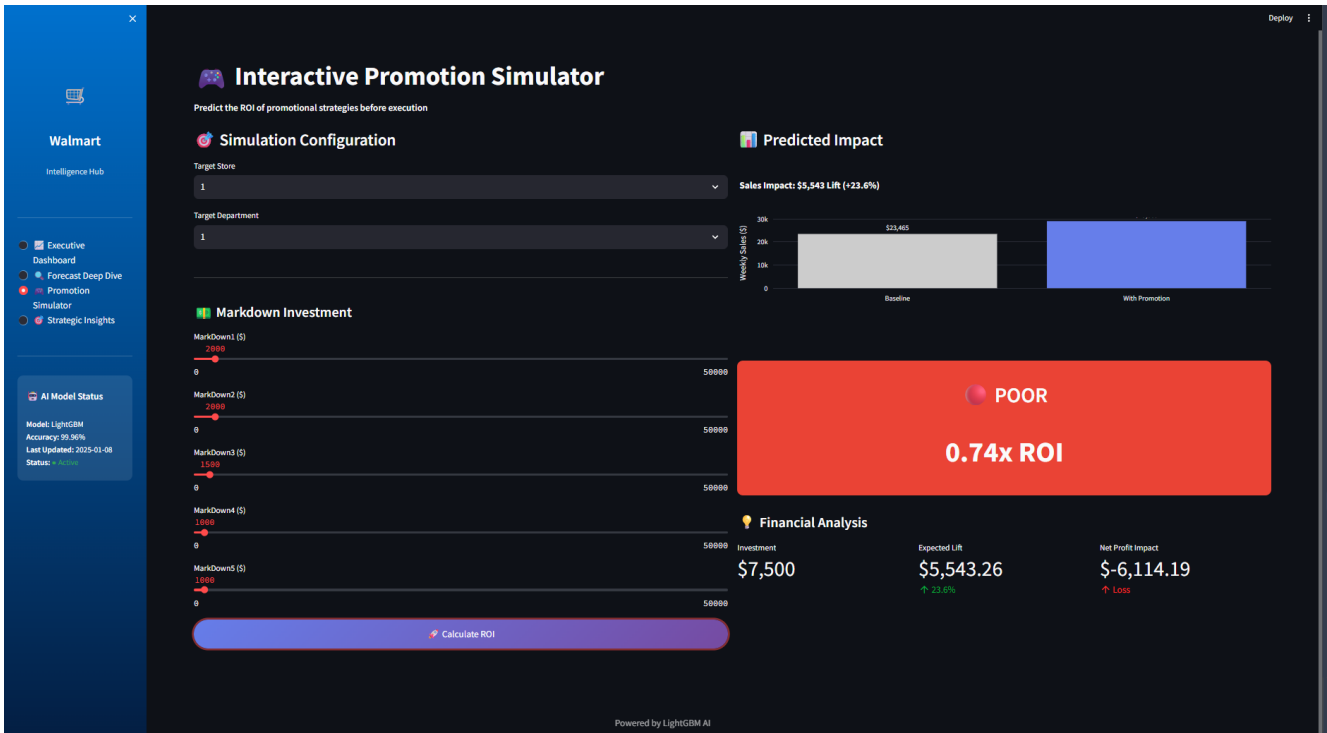 Deploy
Walmart
Intelligence Hub
Executive
Dashboard
Forecast Deep Dive
Promotion
Simulator
Strategic Insights
AI Model Status
Model: LightGBM
Accuracy: 99.96%
Last Updated: 2025-01-08
Status: Active
Interactive Promotion Simulator
Predict the ROI of promotional strategies before execution
Simulation Configuration
Target Store
1
Target Department
1
Markdown Investment
MarkDown1 ($)
2000
0 50000
MarkDown2 ($)
2000
0 50000
MarkDown3 ($)
1500
0 50000
MarkDown4 ($)
1000
0 50000
MarkDown5 ($)
1000
0 50000
Calculate ROI
Predicted Impact
Sales Impact: $5,543 Lift (+23.6%)
Weekly Sales ($)
30k
20k
10k
0
$23,465
Baseline
With Promotion
POOR
0.74x ROI
Financial Analysis
Investment
$7,500
Expected Lift
$5,543.26
↑ 23.6%
Net Profit Impact
$-6,114.19
↑ Loss
Powered by LightGBM AI